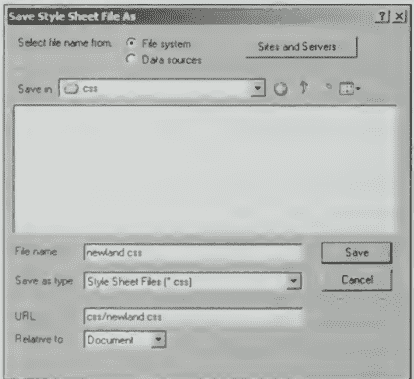 Save Style Sheet File As
Select file name from: File system
Sites and Servers
Data sources
Save in css
File name newland css
Save
Save as type Style Sheet Files (*.css)
Cancel
URL css/newland css
Relative to Document